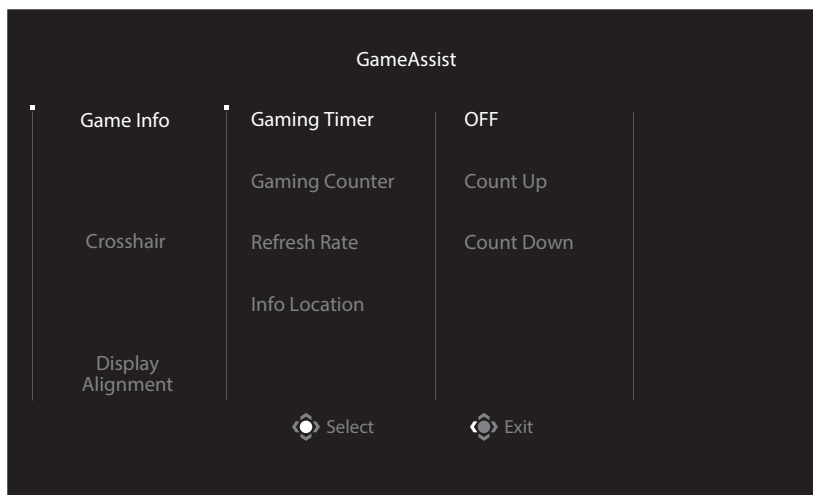 GameAssist
Game Info
Gaming Timer
OFF
Gaming Counter
Count Up
Crosshair
Refresh Rate
Count Down
Info Location
Display
Alignment
Select
Exit